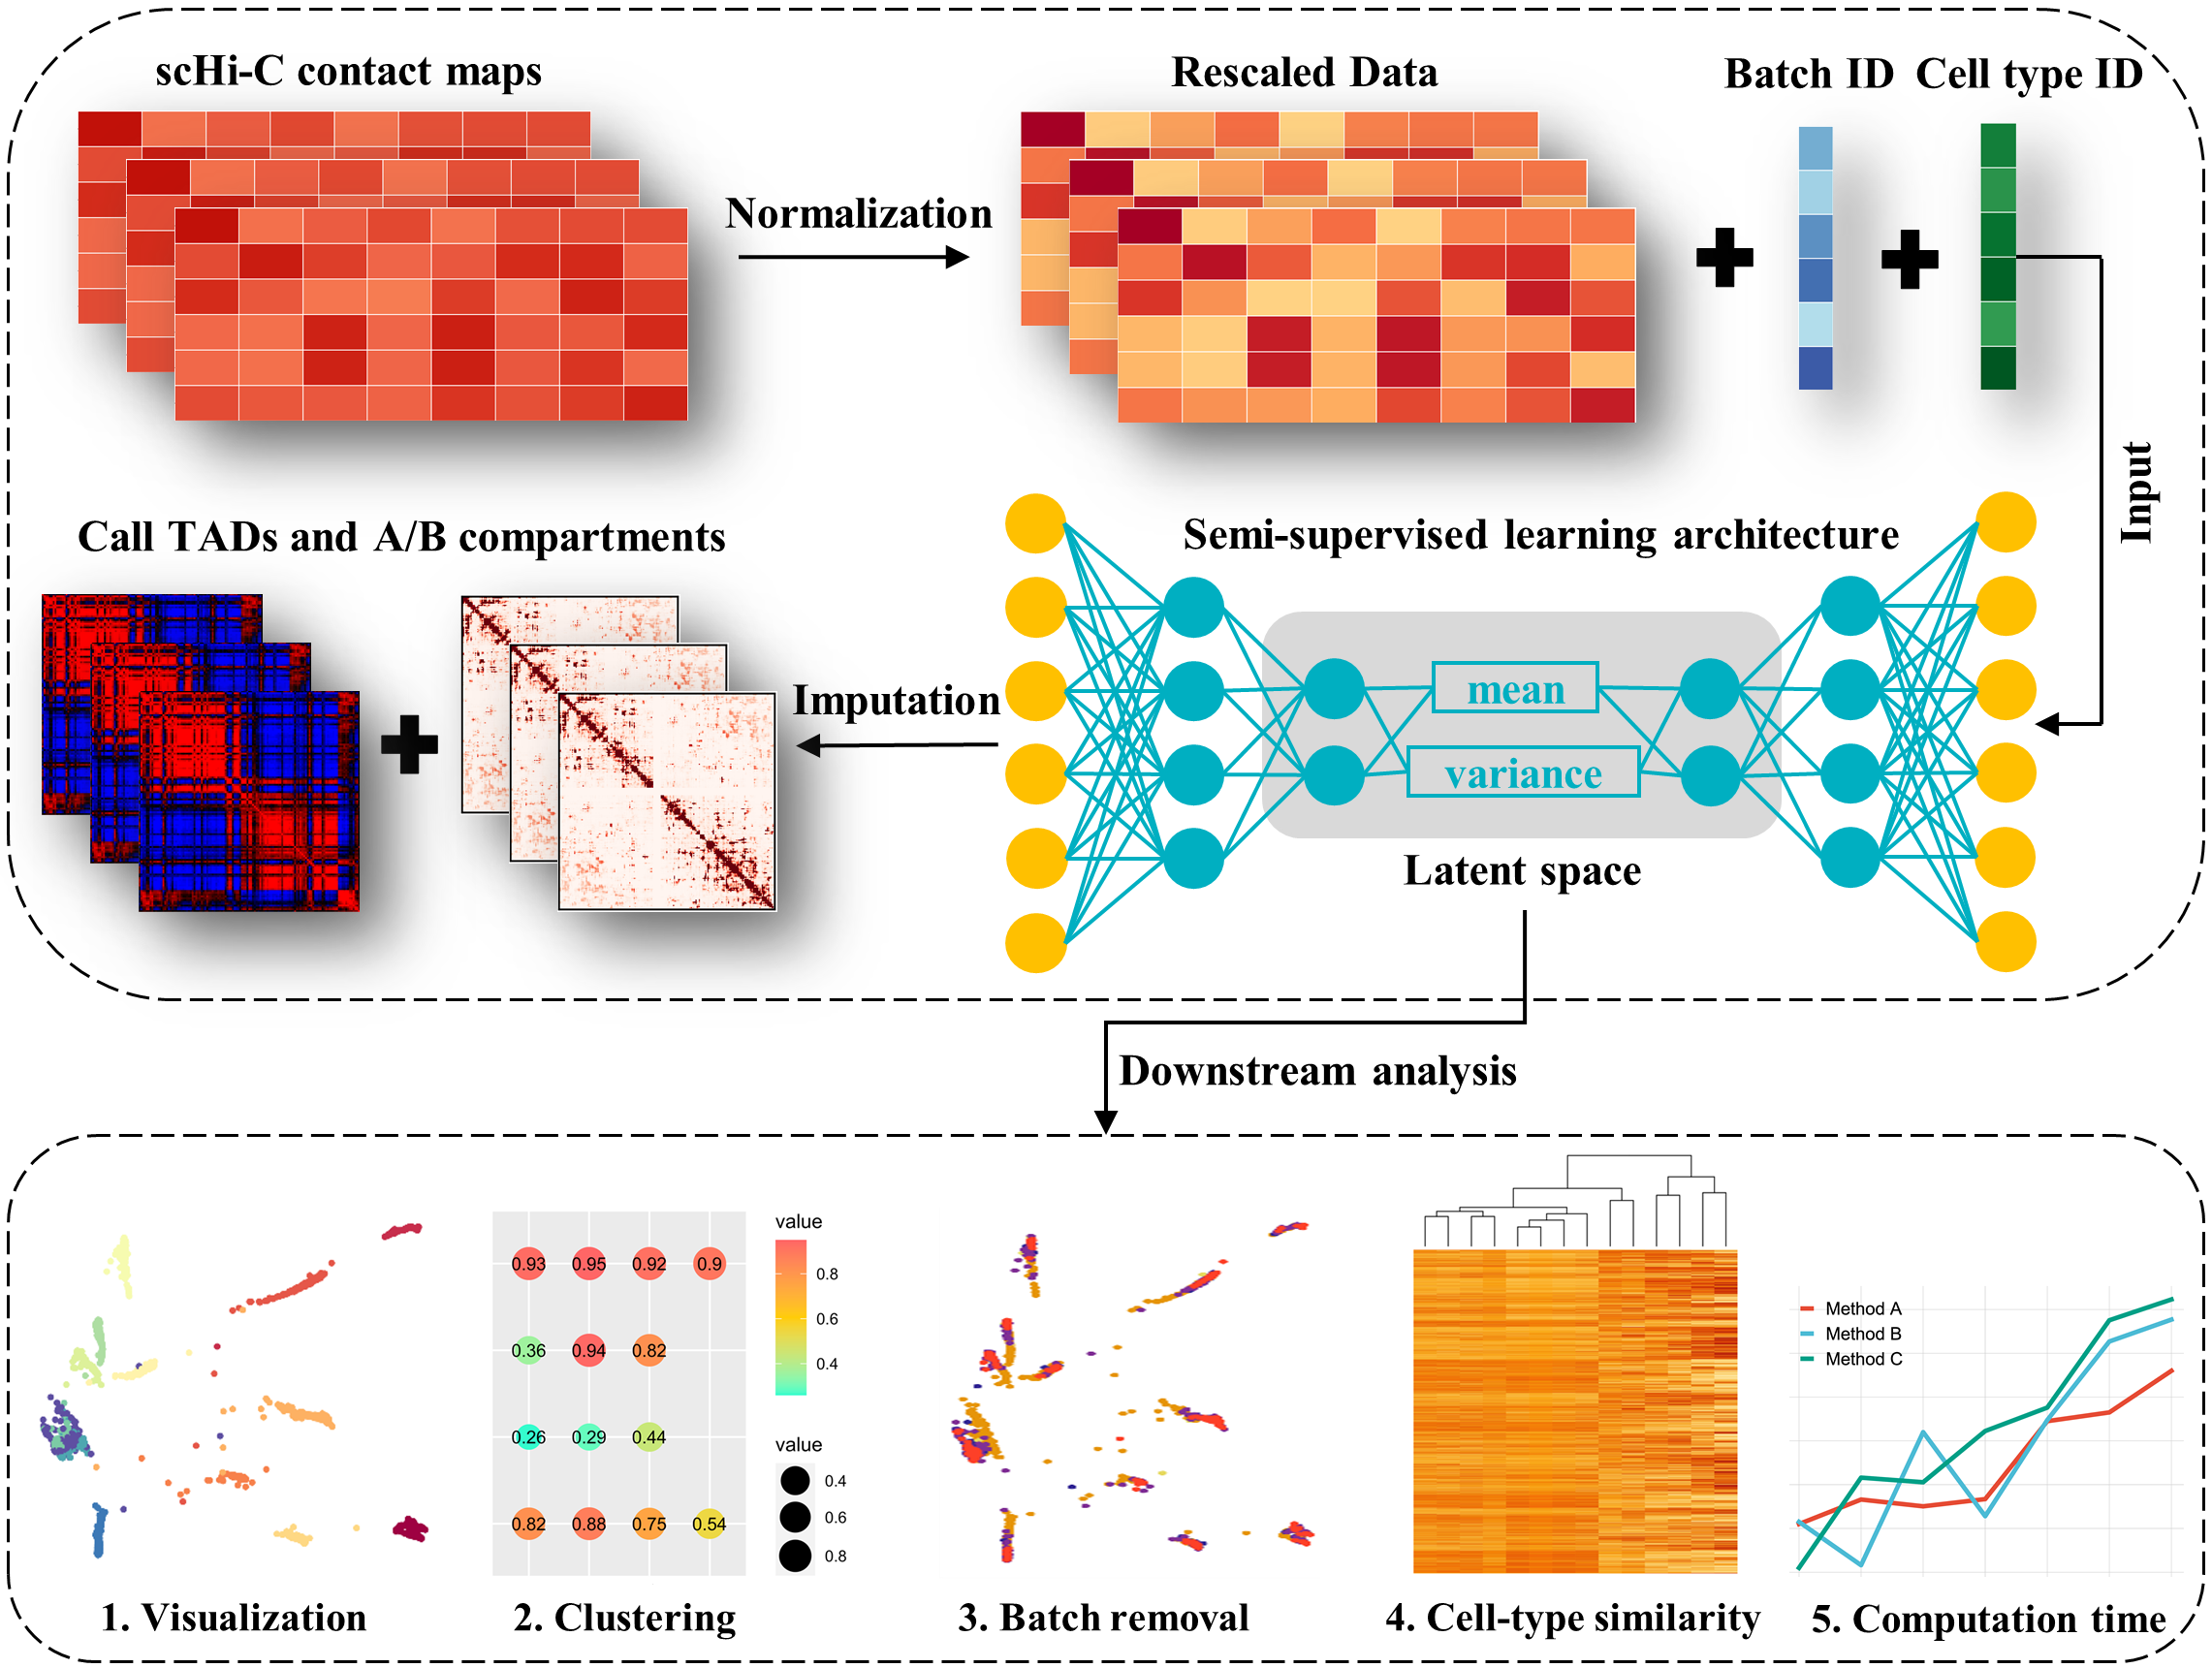 scHi-C contact maps
Rescaled Data
Batch ID
Cell type ID
Normalization
Input
Call TADs and A/B compartments
Semi-supervised learning architecture
Imputation
mean
variance
Latent space
Downstream analysis
value
0.8
0.6
0.4
value
0.4
0.6
0.8
0.93 0.95 0.92 0.9
0.36 0.94 0.82
0.26 0.29 0.44
0.82 0.88 0.75 0.54
Method A
Method B
Method C
1. Visualization
2. Clustering
3. Batch removal
4. Cell-type similarity
5. Computation time